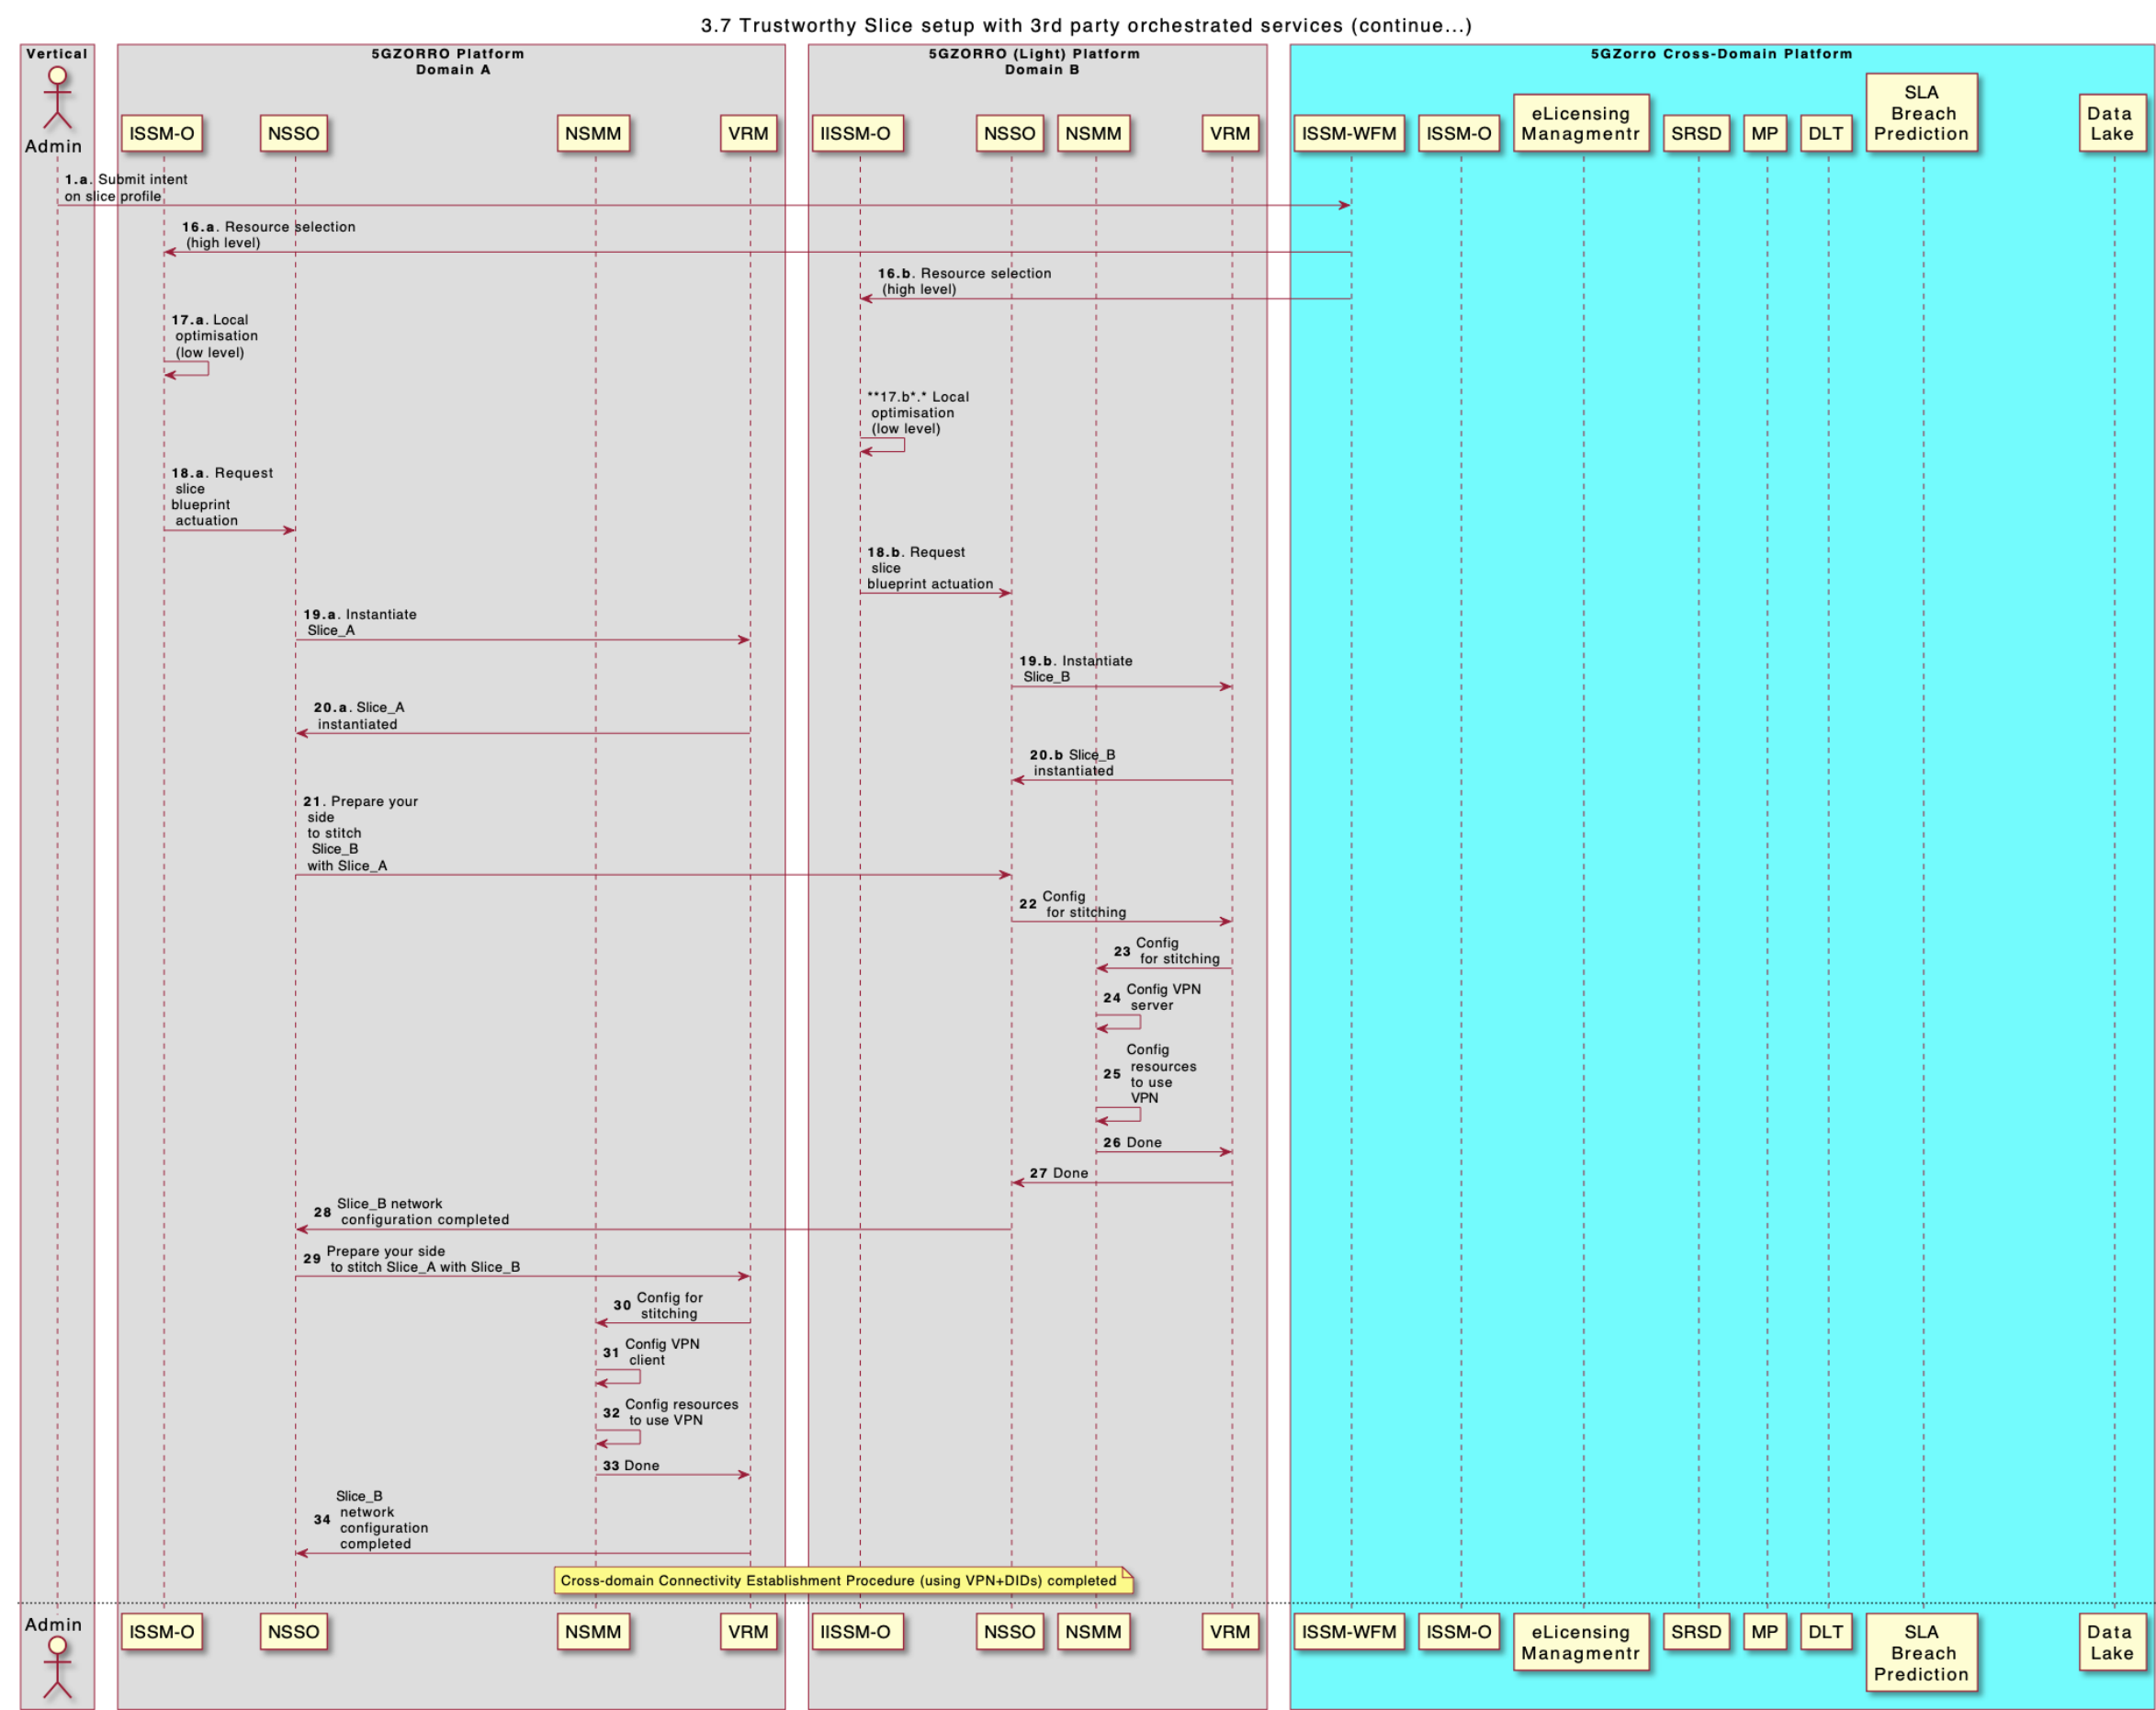 3.7 Trustworthy Slice setup with 3rd party orchestrated services (continue...)
Vertical
5GZORRO Platform
Domain A
5GZORRO (Light) Platform
Domain B
5GZorro Cross-Domain Platform
Admin
ISSM-O
NSSO
NSMM
VRM
IISSM-O
NSSO
NSMM
VRM
ISSM-WFM
ISSM-O
eLicensing
Managmentr
SRSD
MP
DLT
SLA
Breach
Prediction
Data
Lake
1.a. Submit intent
on slice profile
16.a. Resource selection
(high level)
16.b. Resource selection
(high level)
17.a. Local
optimisation
(low level)
**17.b*.* Local
optimisation
(low level)
18.a. Request
slice
blueprint
actuation
18.b. Request
slice
blueprint actuation
19.a. Instantiate
Slice_A
19.b. Instantiate
Slice_B
20.a. Slice_A
instantiated
20.b Slice_B
instantiated
21. Prepare your
side
to stitch
Slice_B
with Slice_A
22 Config
for stitching
23 Config
for stitching
24 Config VPN
server
Config
25 resources
to use
VPN
26 Done
27 Done
28 Slice_B network
configuration completed
29 Prepare your side
to stitch Slice_A with Slice_B
30 Config for
stitching
31 Config VPN
client
32 Config resources
to use VPN
33 Done
Slice_B
network
34 configuration
completed
Cross-domain Connectivity Establishment Procedure (using VPN+DIDs) completed
Admin
ISSM-O
NSSO
NSMM
VRM
IISSM-O
NSSO
NSMM
VRM
ISSM-WFM
ISSM-O
eLicensing
Managmentr
SRSD
MP
DLT
SLA
Breach
Prediction
Data
Lake